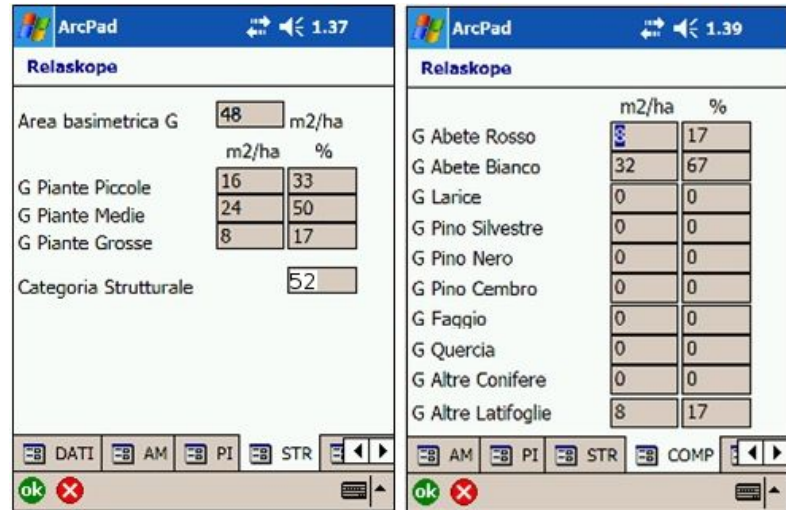 ArcPad 1.37
Relaskope
Area basimetrica G 48 m2/ha
m2/ha %
G Piante Piccole 16 33
G Piante Medie 24 50
G Piante Grosse 8 17
Categoria Strutturale 52
DATI AM PI STR
ok
ArcPad 1.39
Relaskope
m2/ha %
G Abete Rosso 8 17
G Abete Bianco 32 67
G Larice 0 0
G Pino Silvestre 0 0
G Pino Nero 0 0
G Pino Cembro 0 0
G Faggio 0 0
G Quercia 0 0
G Altre Conifere 0 0
G Altre Latifoglie 8 17
AM PI STR COMP
ok